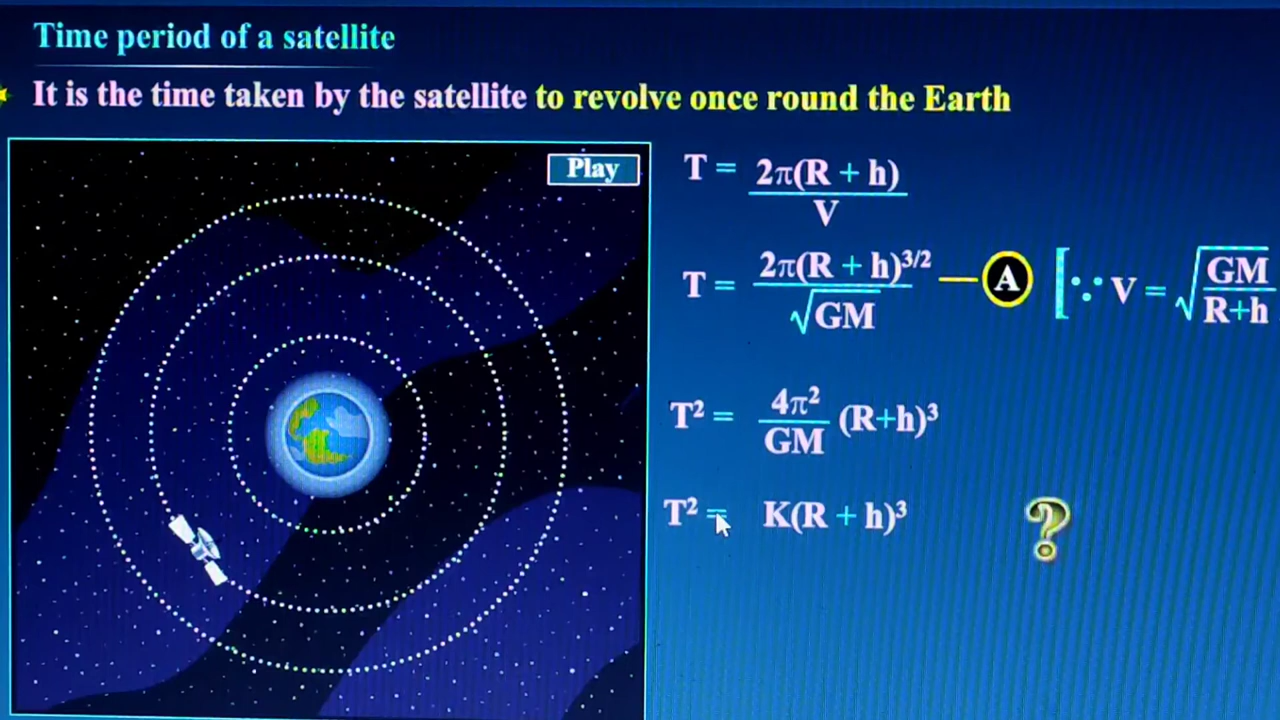 Time period of a satellite
It is the time taken by the satellite to revolve once round the Earth
Play
T = 2π(R + h) / V
T = 2π(R + h)³/² / √GM — A [∵ V = √GM / R+h
T² = 4π² / GM (R+h)³
T² = K(R + h)³
?